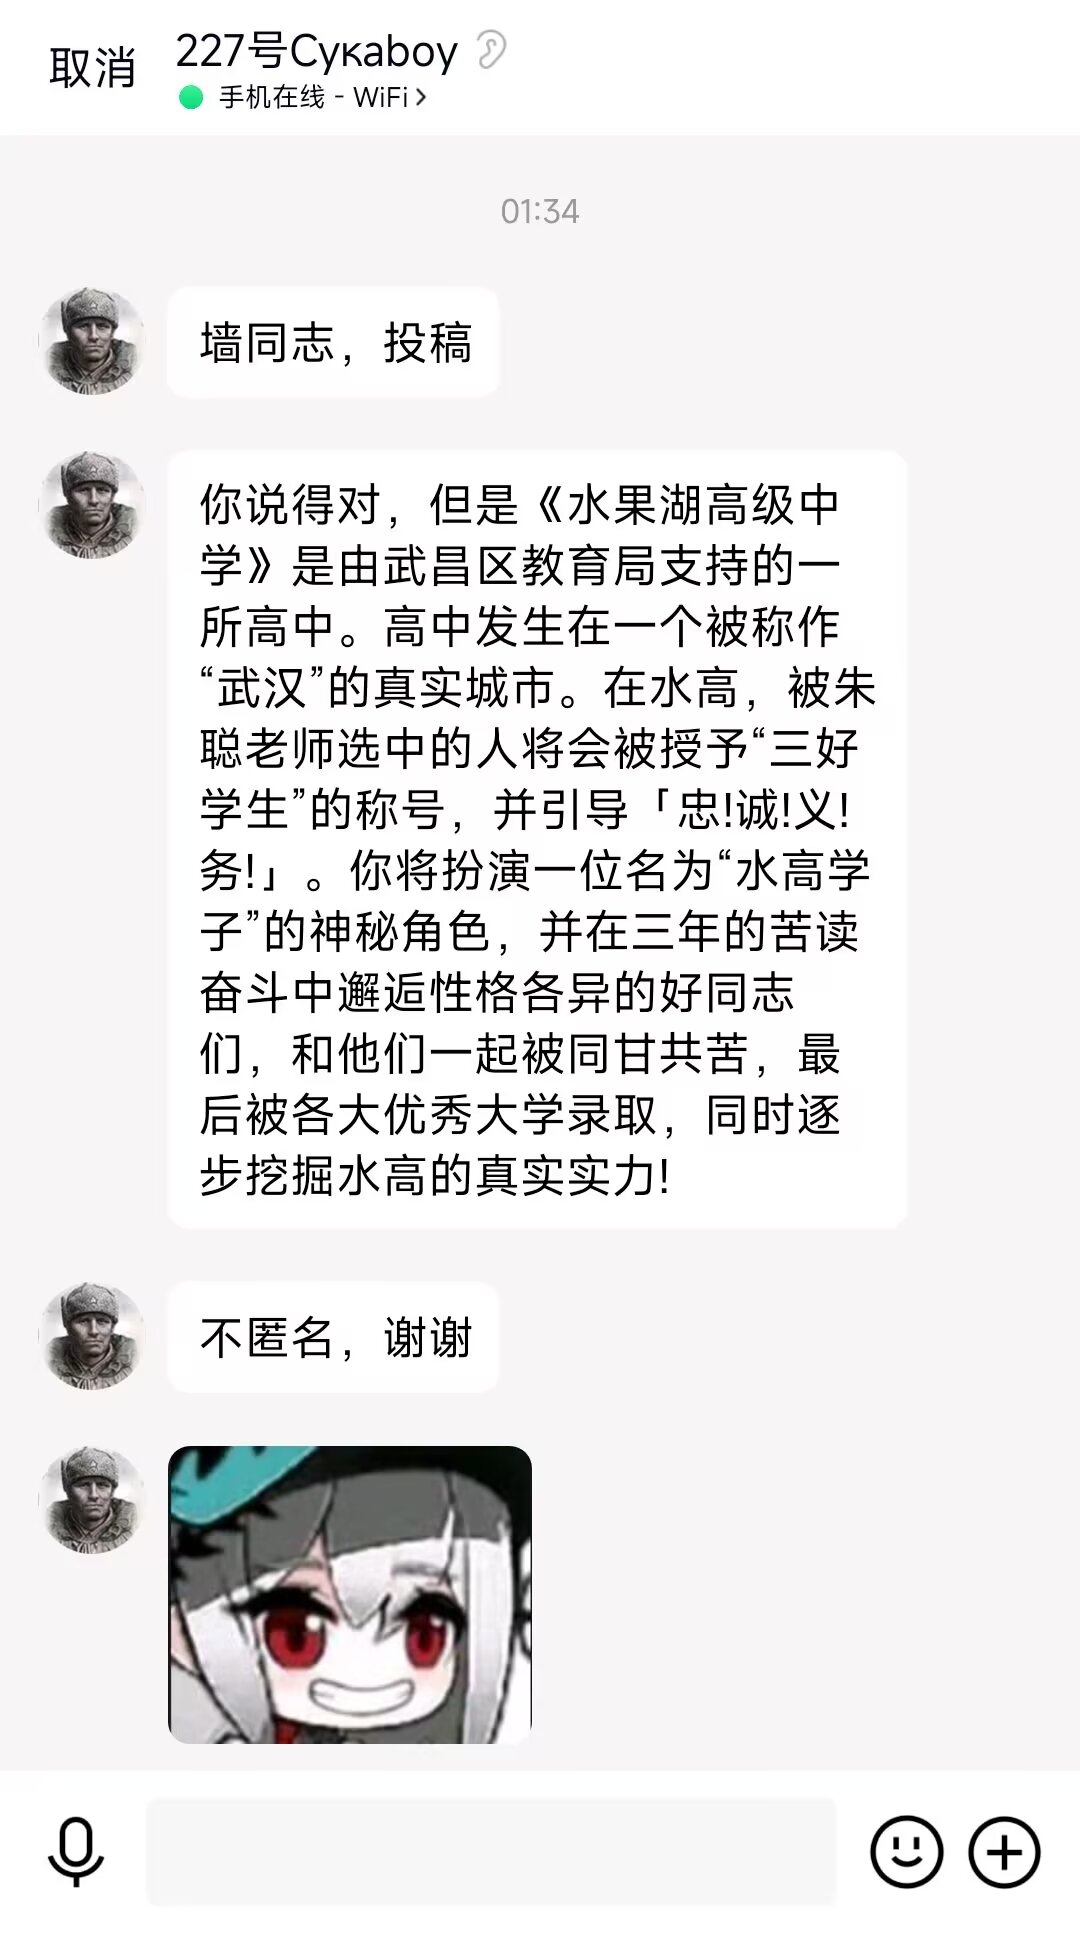 取消
227号Сукаboy
手机在线 - WiFi
01:34
墙同志，投稿
你说得对，但是《水果湖高级中
学》是由武昌区教育局支持的一
所高中。高中发生在一个被称作
“武汉”的真实城市。在水高，被朱
聪老师选中的人将会被授予“三好
学生”的称号，并引导「忠!诚!义!
务!」。你将扮演一位名为“水高学
子”的神秘角色，并在三年的苦读
奋斗中邂逅性格各异的好同志
们，和他们一起被同甘共苦，最
后被各大优秀大学录取，同时逐
步挖掘水高的真实实力!
不匿名，谢谢